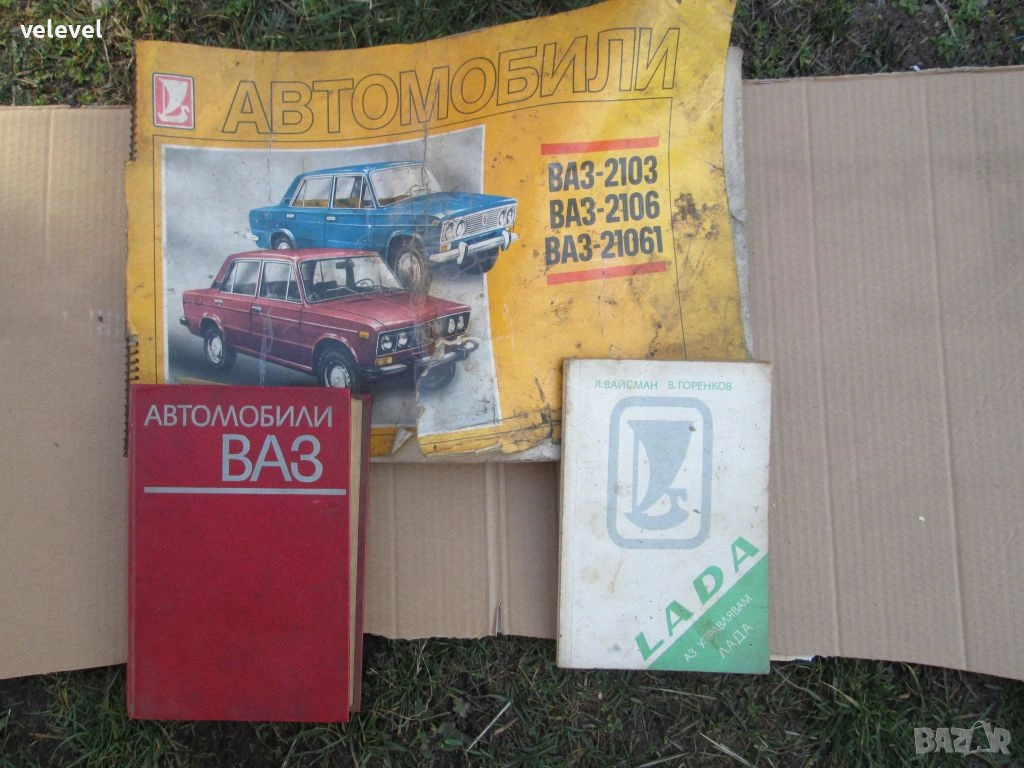 velevel
АВТОМОБИЛИ
ВАЗ-2103
ВАЗ-2106
ВАЗ-21061
АВТОМОБИЛИ
ВАЗ
Я. ВАЙСМАН В. ГОРЕНКОВ
LADA
АЗ УПРАВЛЯВАМ
ЛАДА
BAZAR